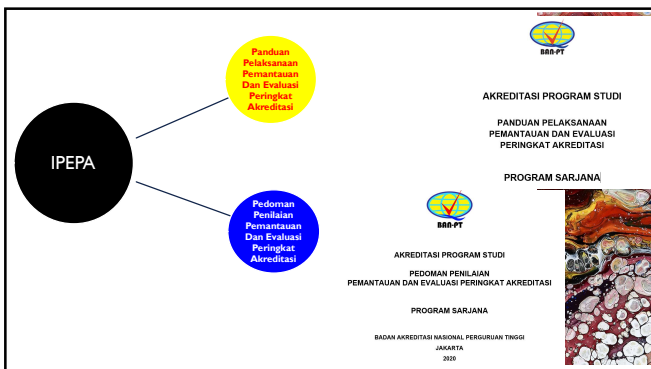 IPEPA
Panduan
Pelaksanaan
Pemantauan
Dan Evaluasi
Peringkat
Akreditasi
Pedoman
Penilaian
Pemantauan
Dan Evaluasi
Peringkat
Akreditasi
BAN-PT
AKREDITASI PROGRAM STUDI
PANDUAN PELAKSANAAN
PEMANTAUAN DAN EVALUASI
PERINGKAT AKREDITASI
PROGRAM SARJANA
BAN-PT
AKREDITASI PROGRAM STUDI
PEDOMAN PENILAIAN
PEMANTAUAN DAN EVALUASI PERINGKAT AKREDITASI
PROGRAM SARJANA
BADAN AKREDITASI NASIONAL PERGURUAN TINGGI
JAKARTA
2020